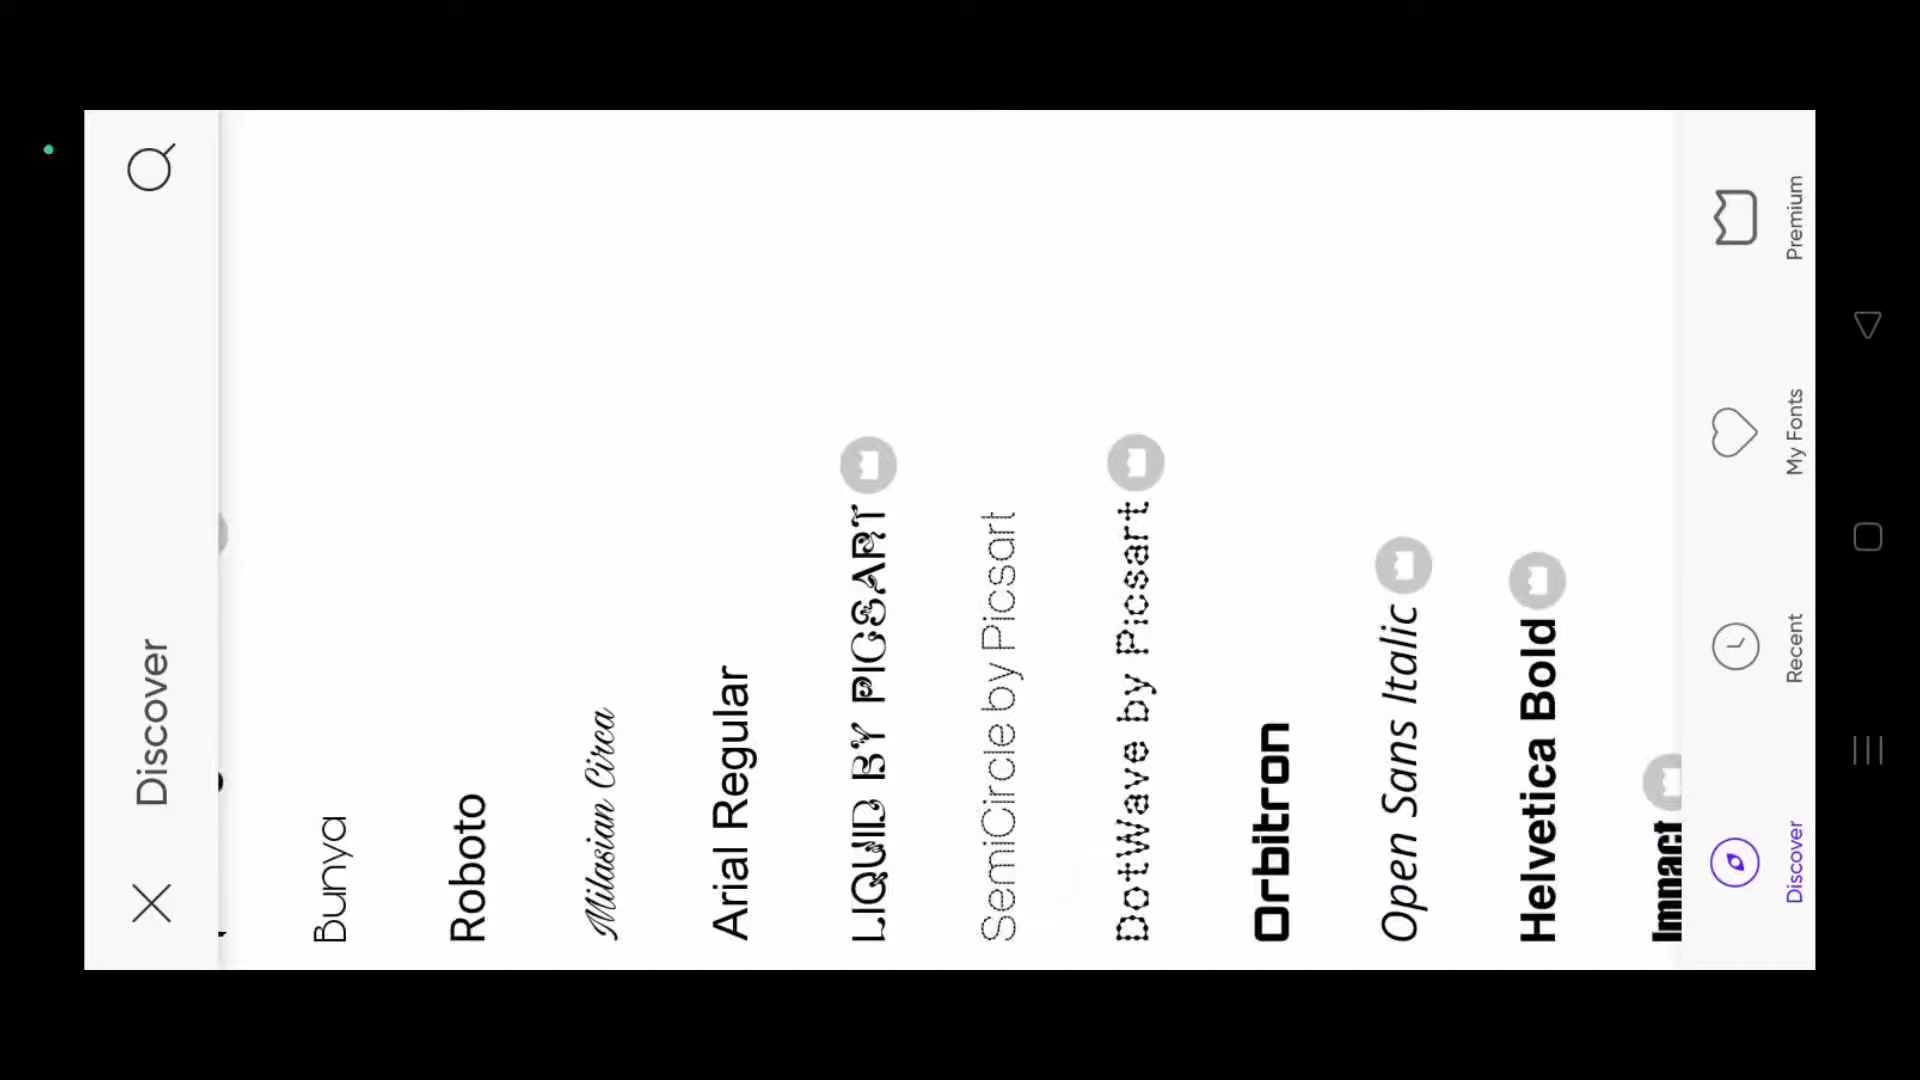 Discover
Bunya
Roboto
Milasian Circa
Arial Regular
LIQUID BY PICSART
SemiCircle by Picsart
DotWave by Picsart
Orbitron
Open Sans Italic
Helvetica Bold
Impact
Discover
Recent
My Fonts
Premium